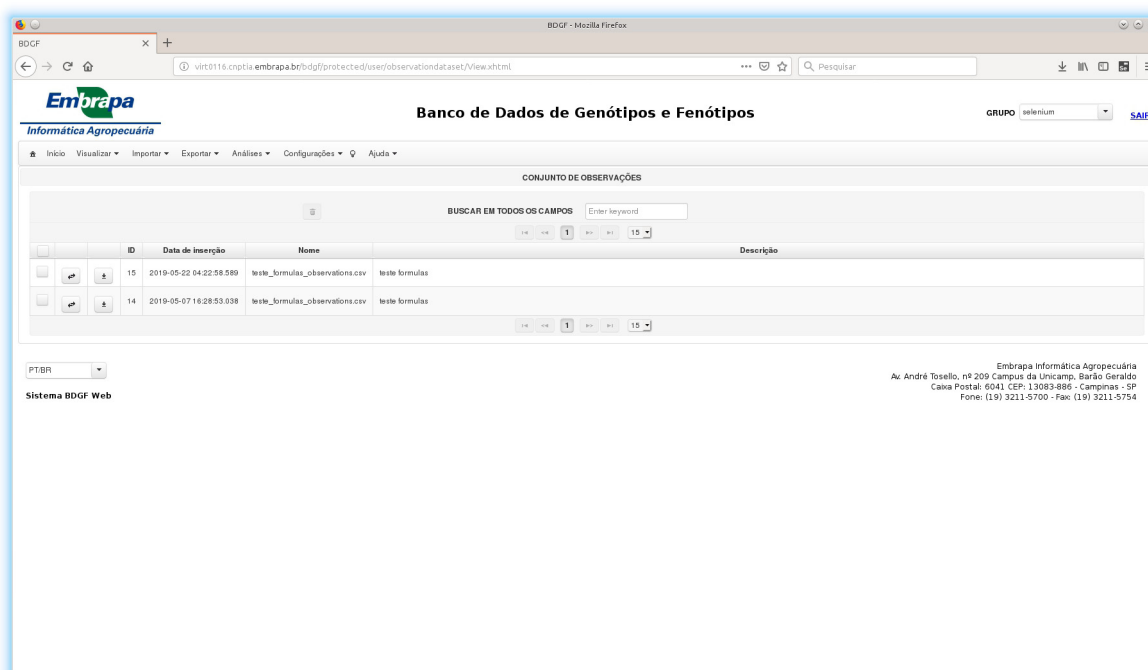 BDGF - Mozilla Firefox
BDGF
virt0116.cnptia.embrapa.br/bdgf/protected/user/observationdataset/View.xhtml
Pesquisar
Embrapa
Informática Agropecuária
Banco de Dados de Genótipos e Fenótipos
GRUPO selenium
SAIR
Início Visualizar Importar Exportar Análises Configurações Ajuda
CONJUNTO DE OBSERVAÇÕES
BUSCAR EM TODOS OS CAMPOS Enter keyword
1 15
ID Data de inserção Nome Descrição
15 2019-05-22 04:22:58.589 teste_formulas_observations.csv teste formulas
14 2019-05-07 16:28:53.038 teste_formulas_observations.csv teste formulas
1 15
PT/BR
Sistema BDGF Web
Embrapa Informática Agropecuária
Av. André Tosello, nº 209 Campus da Unicamp, Barão Geraldo
Caixa Postal: 6041 CEP: 13083-886 - Campinas - SP
Fone: (19) 3211-5700 - Fax: (19) 3211-5754